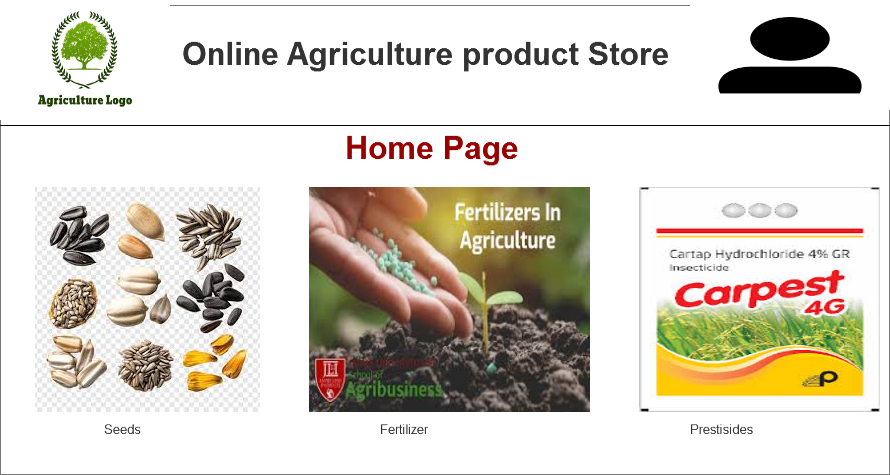 Online Agriculture product Store
Agriculture Logo
Home Page
Fertilizers In
Agriculture
School of
Agribusiness
Cartap Hydrochloride 4% GR
Insecticide
Carpest
4G
P
Seeds
Fertilizer
Prestisides